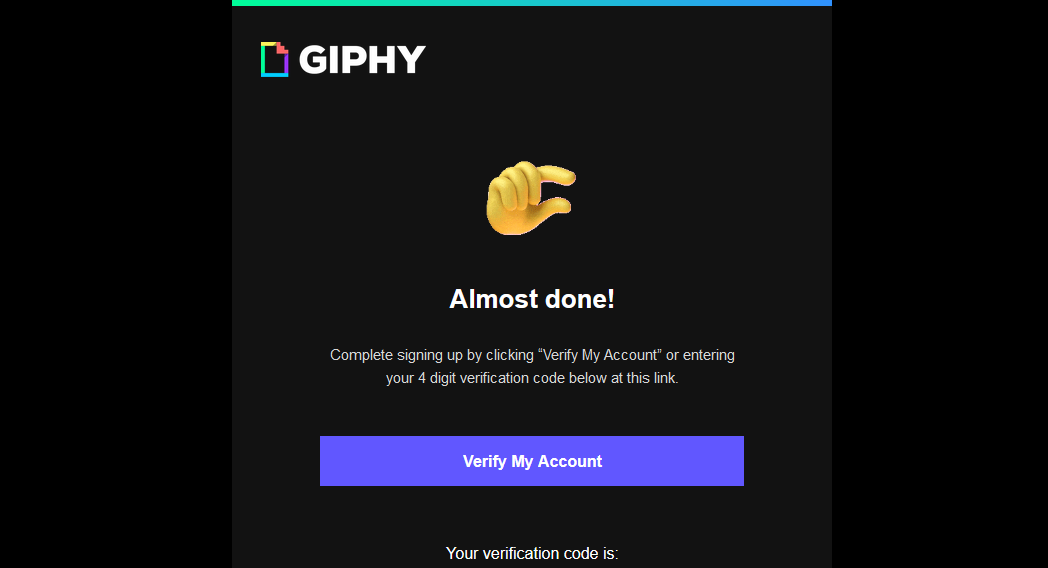 GIPHY
Almost done!
Complete signing up by clicking “Verify My Account” or entering
your 4 digit verification code below at this link.
Verify My Account
Your verification code is: